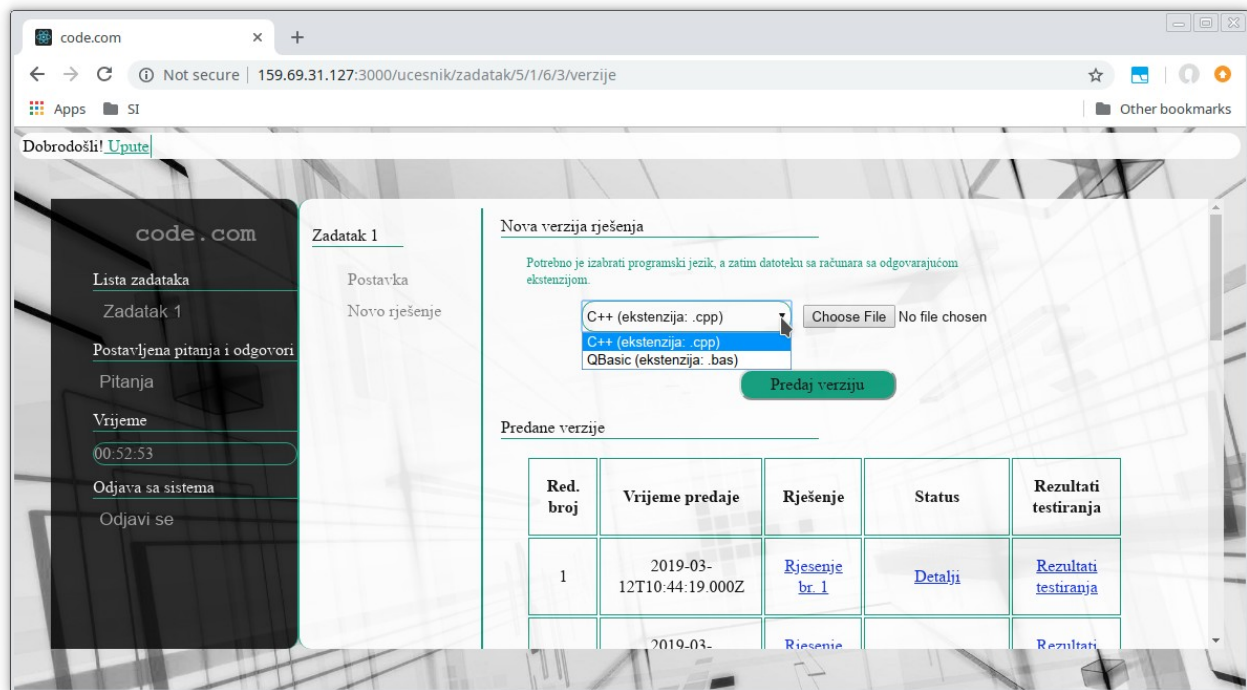 code.com
Not secure | 159.69.31.127:3000/ucesnik/zadatak/5/1/6/3/verzije
Apps SI Other bookmarks
Dobrodošli! Upute
code.com
Lista zadataka
Zadatak 1
Postavljena pitanja i odgovori
Pitanja
Vrijeme
00:52:53
Odjava sa sistema
Odjavi se
Zadatak 1
Postavka
Novo rješenje
Nova verzija rješenja
Potrebno je izabrati programski jezik, a zatim datoteku sa računara sa odgovarajućom
ekstenzijom.
C++ (ekstenzija: .cpp) Choose File No file chosen
C++ (ekstenzija: .cpp)
QBasic (ekstenzija: .bas)
Predaj verziju
Predane verzije
Red.
broj
Vrijeme predaje
Rješenje
Status
Rezultati
testiranja
1
2019-03-
12T10:44:19.000Z
Rjesenje
br. 1
Detalji
Rezultati
testiranja
2019-03-
Rjesenje
Rezultati